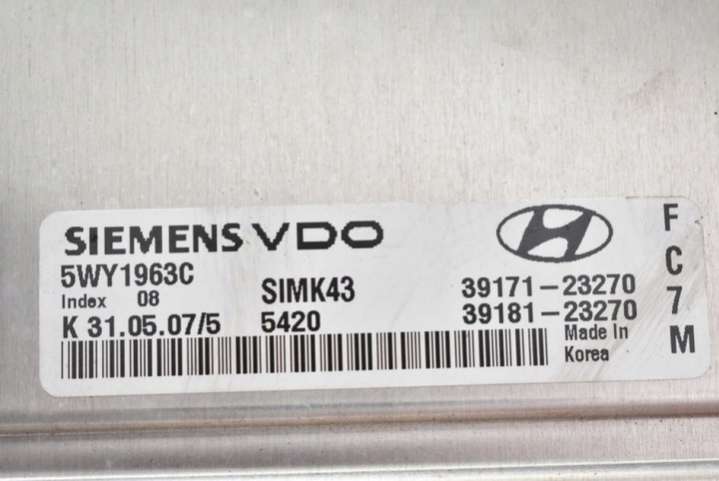 SIEMENS VDO
5WY1963C
Index 08
SIMK43
39171-23270
K 31.05.07/5
5420
39181-23270
Made In
Korea
F
C
7
M